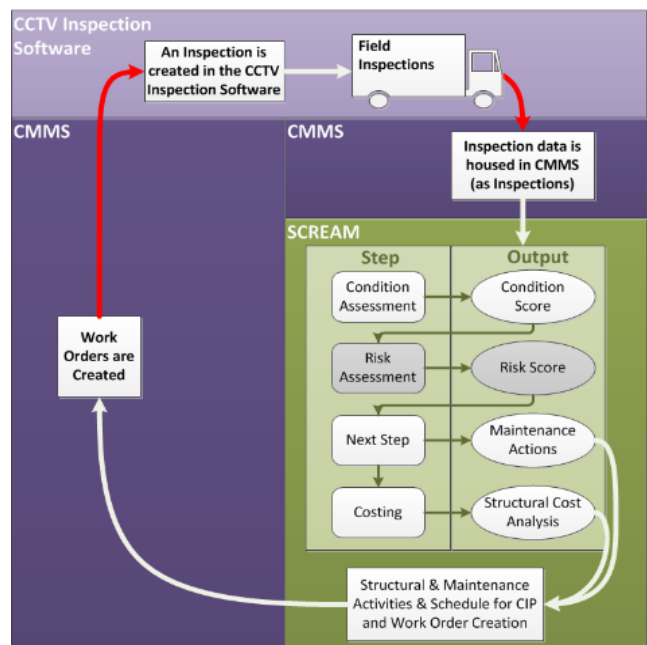 CCTV Inspection
Software
An Inspection is
created in the CCTV
Inspection Software
Field
Inspections
CMMS
CMMS
Inspection data is
housed in CMMS
(as Inspections)
SCREAM
Step
Output
Condition
Assessment
Condition
Score
Risk
Assessment
Risk Score
Next Step
Maintenance
Actions
Costing
Structural Cost
Analysis
Work
Orders are
Created
Structural & Maintenance
Activities & Schedule for CIP
and Work Order Creation